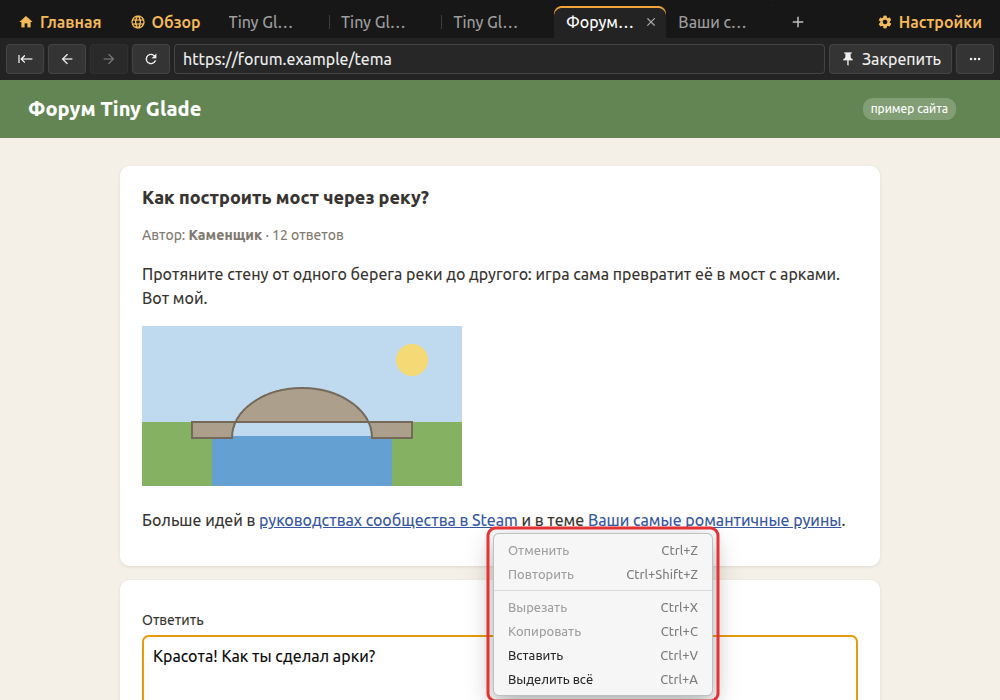 Главная
Обзор
Tiny Gl...
Tiny Gl...
Tiny Gl...
Форум...
Ваши с...
Настройки
https://forum.example/tema
Закрепить
Форум Tiny Glade
пример сайта
Как построить мост через реку?
Автор: Каменщик · 12 ответов
Протяните стену от одного берега реки до другого: игра сама превратит её в мост с арками.
Вот мой.
Больше идей в руководствах сообщества в Steam и в теме Ваши самые романтичные руины.
Отменить Ctrl+Z
Повторить Ctrl+Shift+Z
Вырезать Ctrl+X
Копировать Ctrl+C
Вставить Ctrl+V
Выделить всё Ctrl+A
Ответить
Красота! Как ты сделал арки?